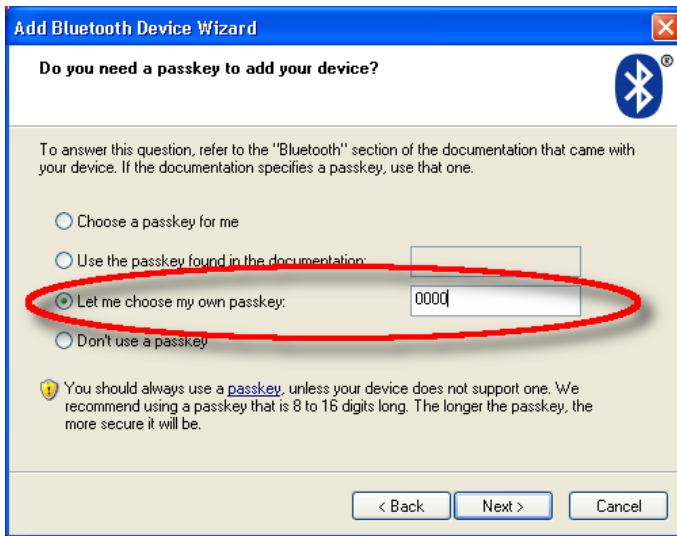 Add Bluetooth Device Wizard
Do you need a passkey to add your device?
®
To answer this question, refer to the "Bluetooth" section of the documentation that came with
your device. If the documentation specifies a passkey, use that one.
Choose a passkey for me
Use the passkey found in the documentation:
Let me choose my own passkey: 0000
Don't use a passkey
You should always use a passkey, unless your device does not support one. We
recommend using a passkey that is 8 to 16 digits long. The longer the passkey, the
more secure it will be.
< Back Next > Cancel